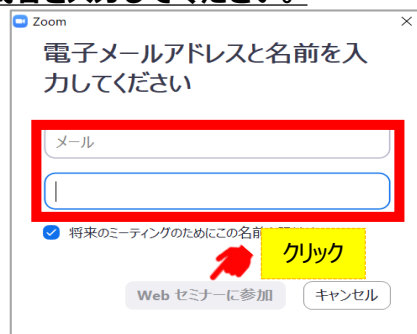 Zoom
電子メールアドレスと名前を入
力してください
メール
将来のミーティングのためにこの名前
クリック
Web セミナーに参加
キャンセル